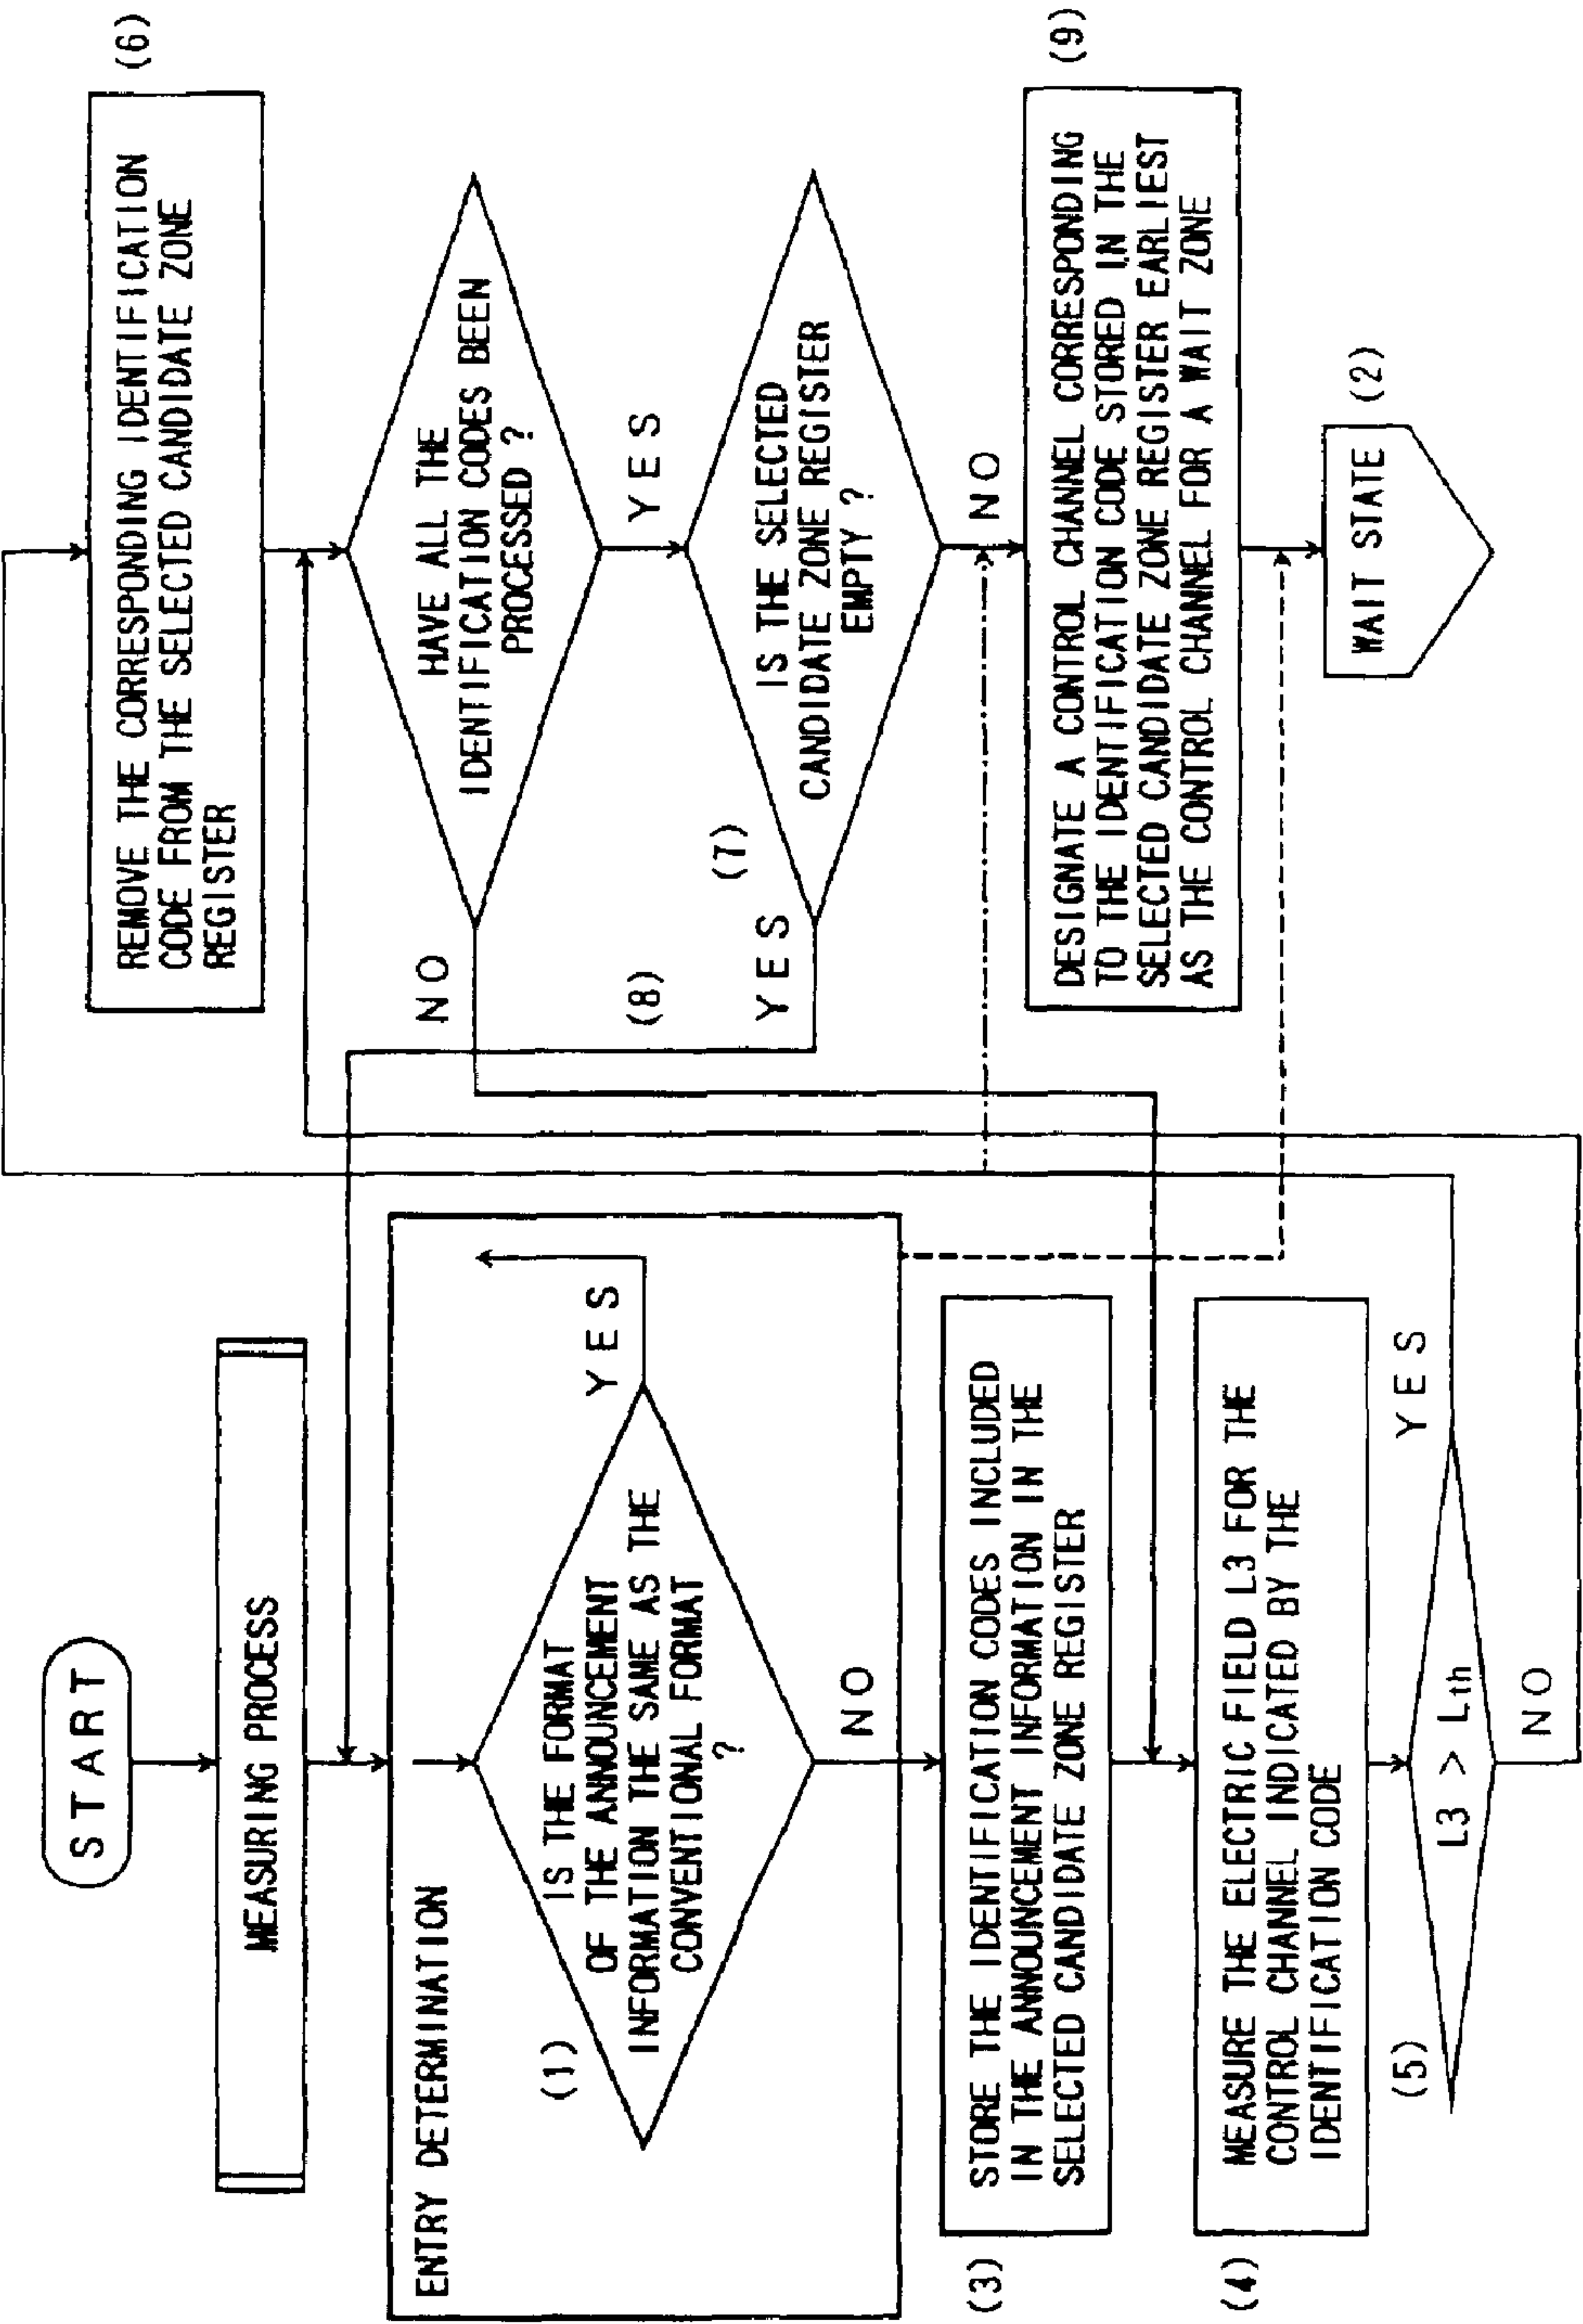 START
MEASURING PROCESS
ENTRY DETERMINATION
(1)
IS THE FORMAT
OF THE ANNOUNCEMENT
INFORMATION THE SAME AS THE
CONVENTIONAL FORMAT
?
YES
NO
(3)
STORE THE IDENTIFICATION CODES INCLUDED
IN THE ANNOUNCEMENT INFORMATION IN THE
SELECTED CANDIDATE ZONE REGISTER
(4)
MEASURE THE ELECTRIC FIELD L3 FOR THE
CONTROL CHANNEL INDICATED BY THE
IDENTIFICATION CODE
(5)
L3 > Lth
YES
NO
(6)
REMOVE THE CORRESPONDING IDENTIFICATION
CODE FROM THE SELECTED CANDIDATE ZONE
REGISTER
HAVE ALL THE
IDENTIFICATION CODES BEEN
PROCESSED ?
NO
YES
(8)
(7)
IS THE SELECTED
CANDIDATE ZONE REGISTER
EMPTY ?
YES
NO
(9)
DESIGNATE A CONTROL CHANNEL CORRESPONDING
TO THE IDENTIFICATION CODE STORED IN THE
SELECTED CANDIDATE ZONE REGISTER EARLIEST
AS THE CONTROL CHANNEL FOR A WAIT ZONE
WAIT STATE
(2)